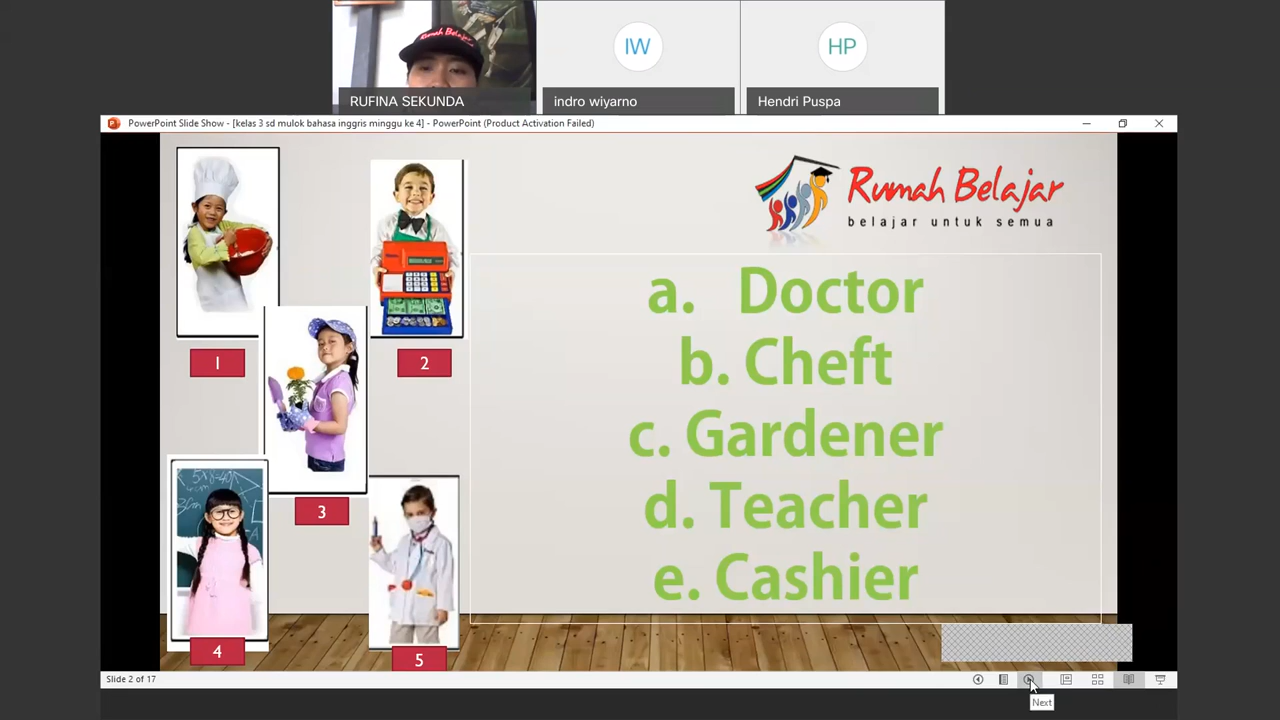 IW
HP
RUFINA SEKUNDA
indro wiyarno
Hendri Puspa
PowerPoint Slide Show - [kelas 3 sd mulok bahasa inggris minggu ke 4] - PowerPoint (Product Activation Failed)
Rumah Belajar
belajar untuk semua
1
2
3
4
5
a. Doctor
b. Cheft
c. Gardener
d. Teacher
e. Cashier
Slide 2 of 17
Next